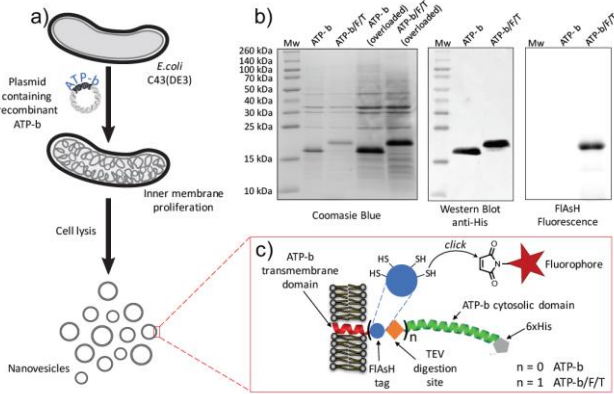 a)
E.coli
C43(DE3)
ATP-b
Plasmid
containing
recombinant
ATP-b
Inner membrane
proliferation
Cell lysis
Nanovesicles
b)
Mw
ATP-b
ATP-b/F/T
ATP-b
(overloaded)
ATP-b/F/T
(overloaded)
260 kDa
140 kDa
100 kDa
70 kDa
50 kDa
40 kDa
30 kDa
25 kDa
15 kDa
10 kDa
Coomasie Blue
Mw
ATP-b
ATP-b/F/T
Western Blot
anti-His
Mw
ATP-b
ATP-b/F/T
FlAsH
Fluorescence
c)
ATP-b
transmembrane
domain
HS
SH
HS
SH
click
O
N
O
Fluorophore
ATP-b cytosolic domain
6xHis
( ) n
FlAsH
tag
TEV
digestion
site
n = 0 ATP-b
n = 1 ATP-b/F/T